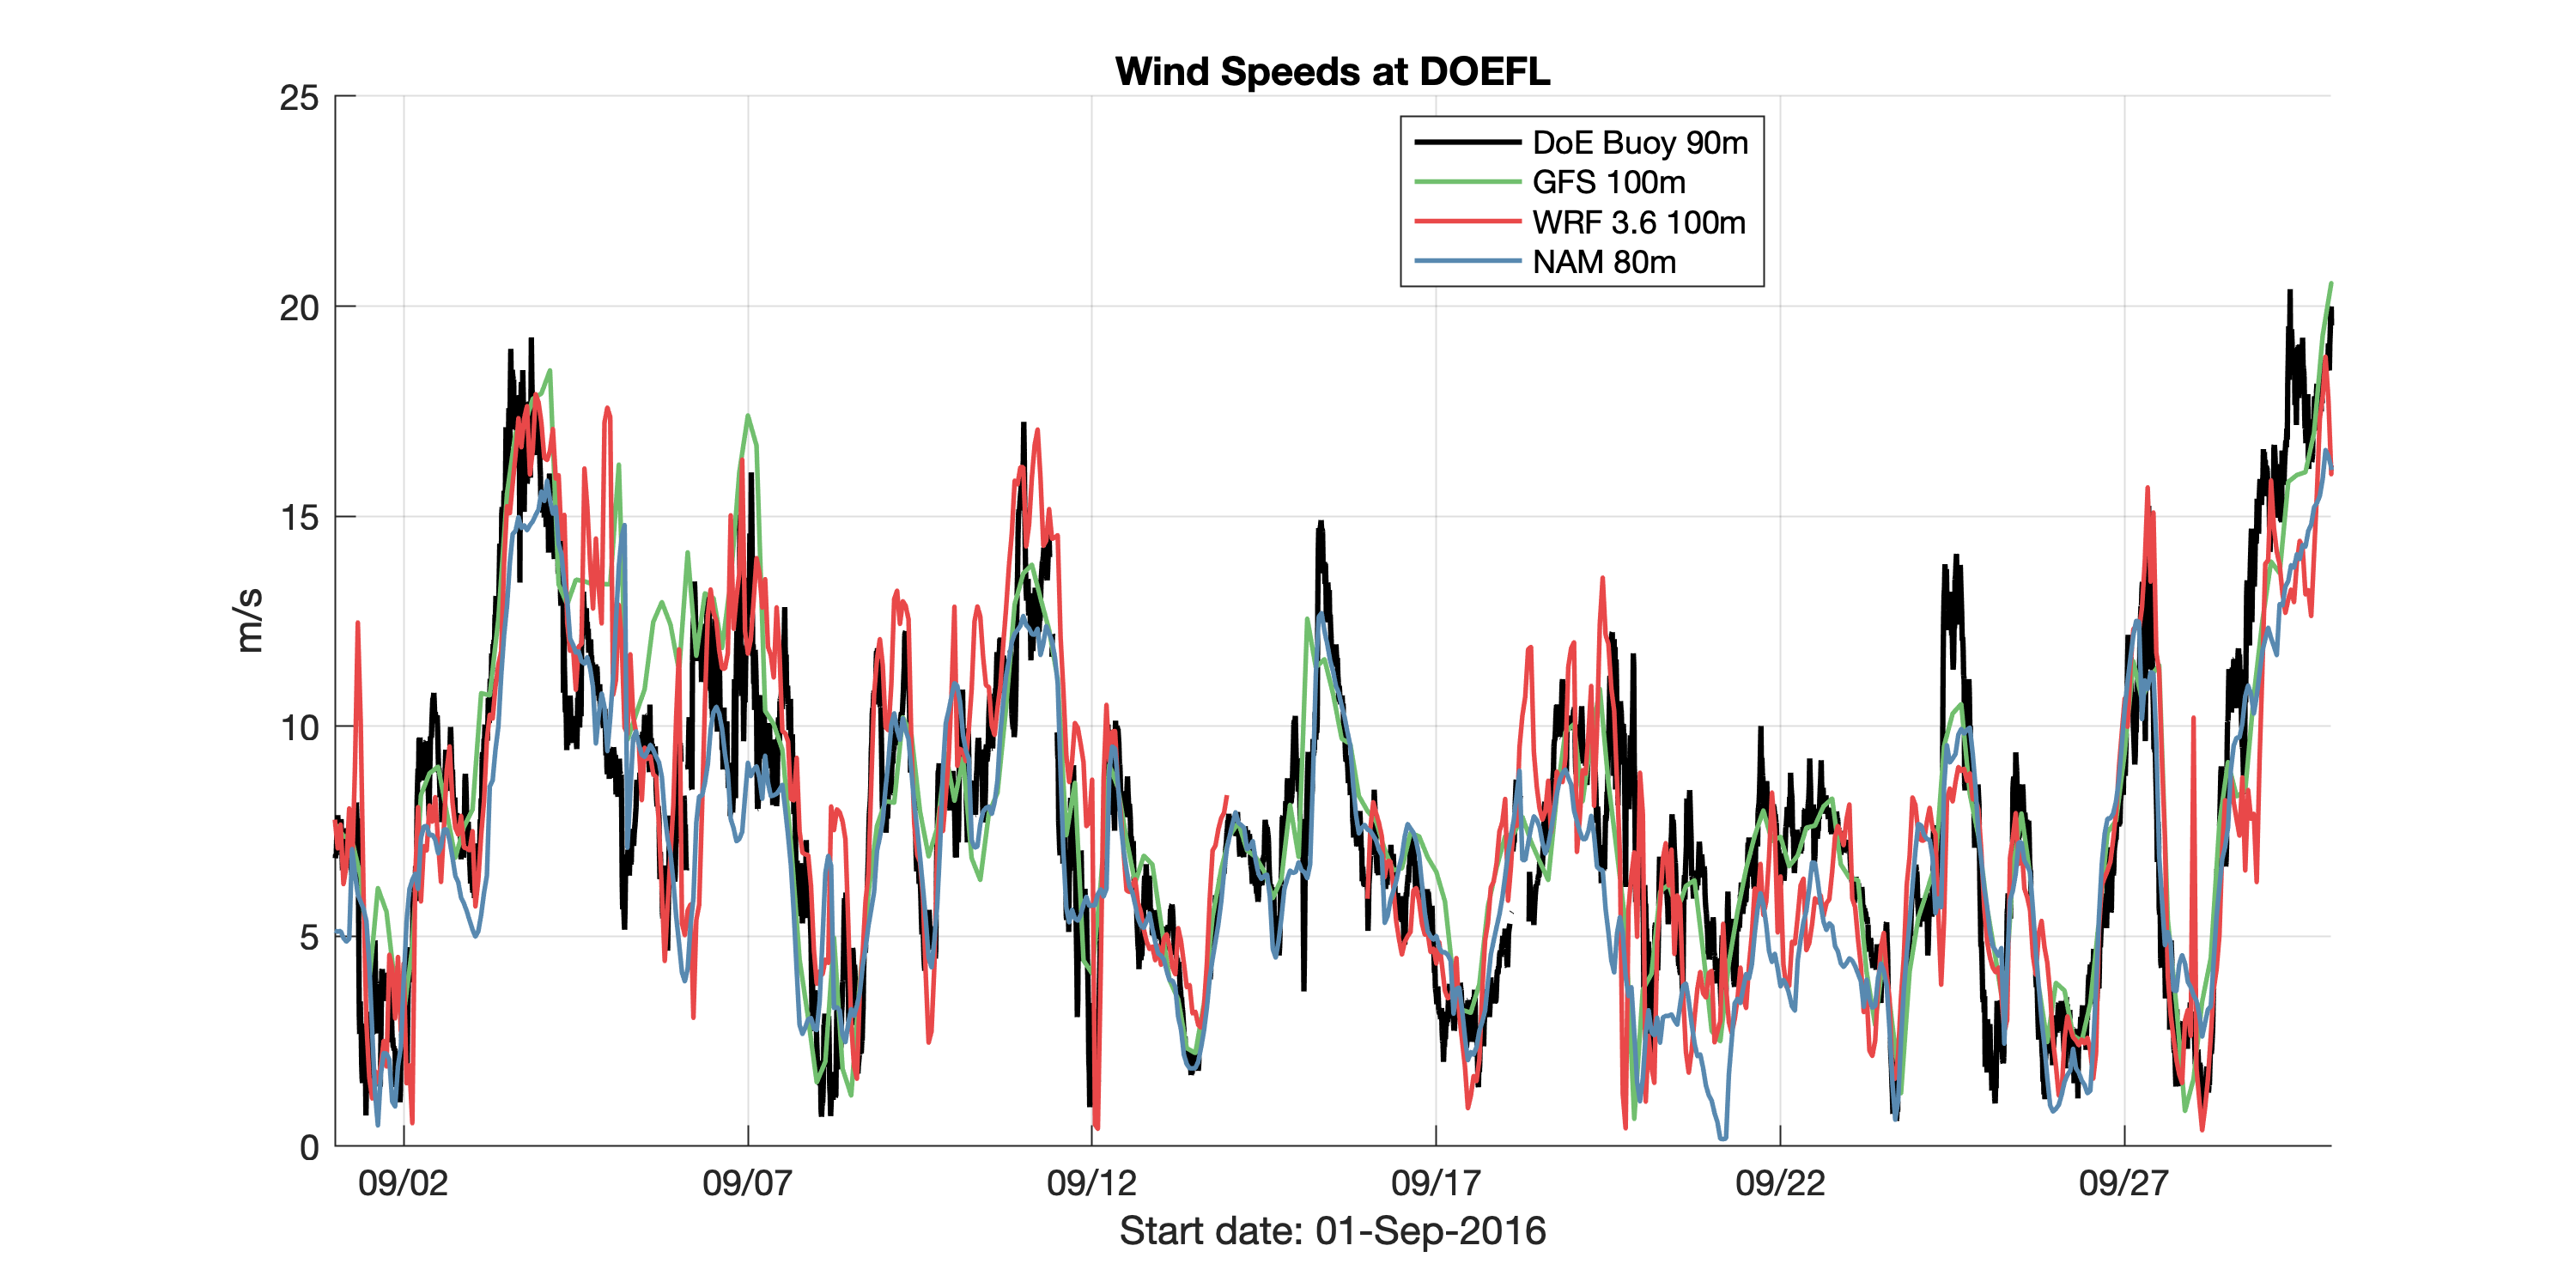 Wind Speeds at DOEFL
25
20
15
10
5
0
m/s
DoE Buoy 90m
GFS 100m
WRF 3.6 100m
NAM 80m
09/02 09/07 09/12 09/17 09/22 09/27
Start date: 01-Sep-2016